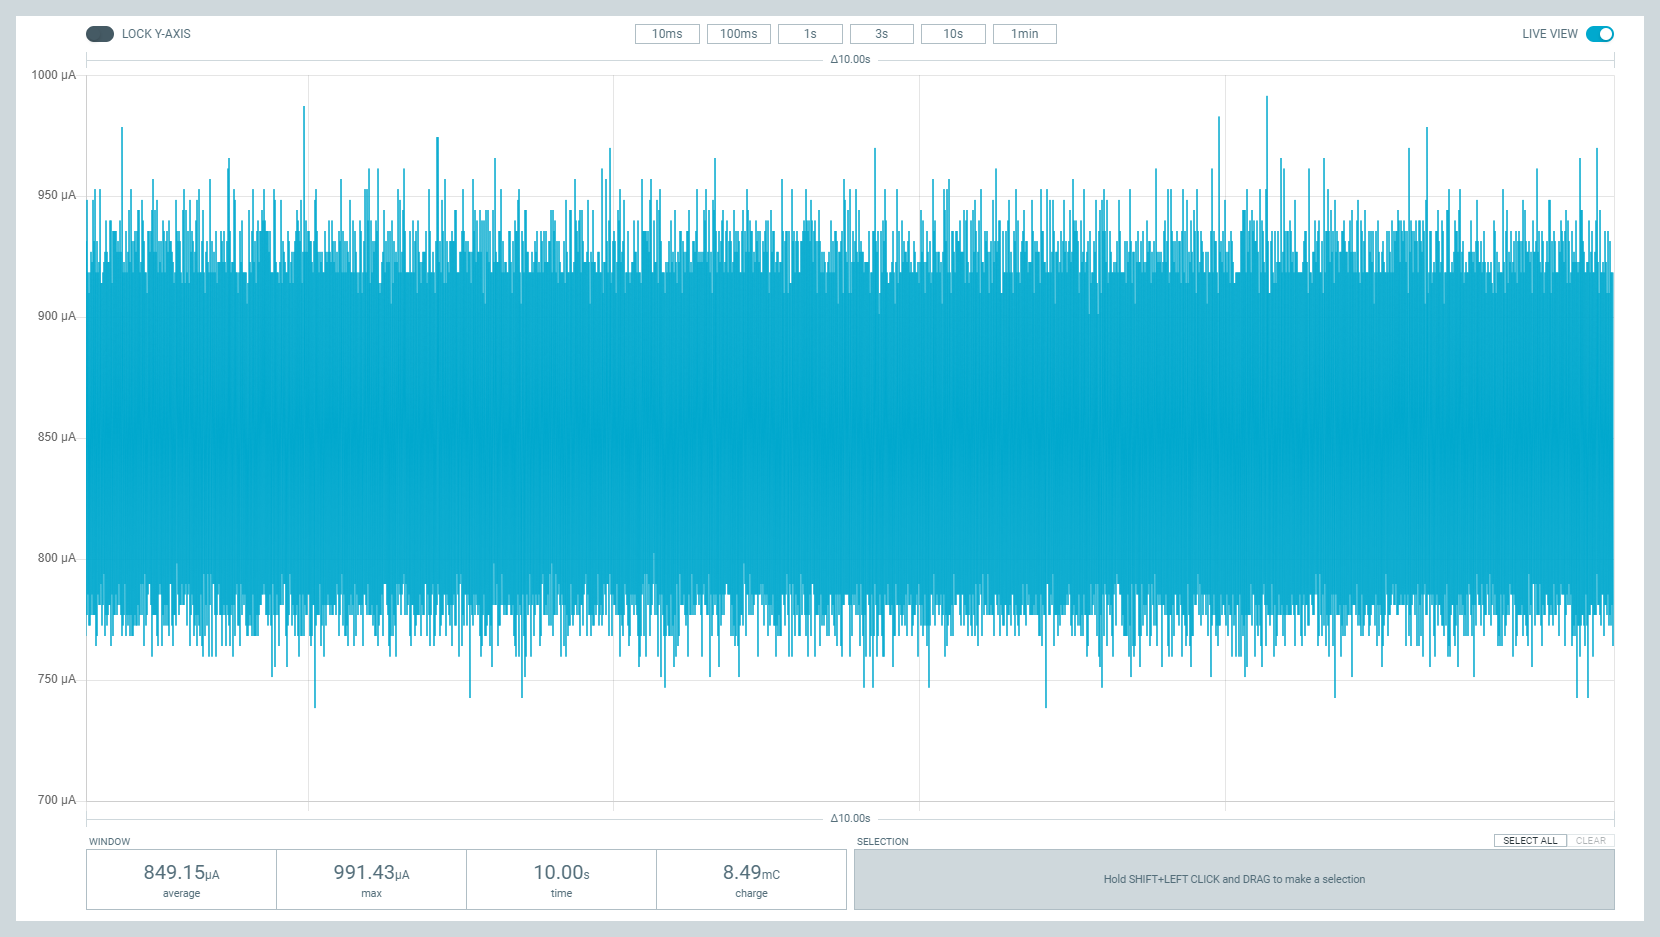 LOCK Y-AXIS
10ms 100ms 1s 3s 10s 1min
LIVE VIEW
Δ10.00s
1000 µA
950 µA
900 µA
850 µA
800 µA
750 µA
700 µA
Δ10.00s
WINDOW
849.15µA
average
991.43µA
max
10.00s
time
8.49mC
charge
SELECTION
SELECT ALL
CLEAR
Hold SHIFT+LEFT CLICK and DRAG to make a selection